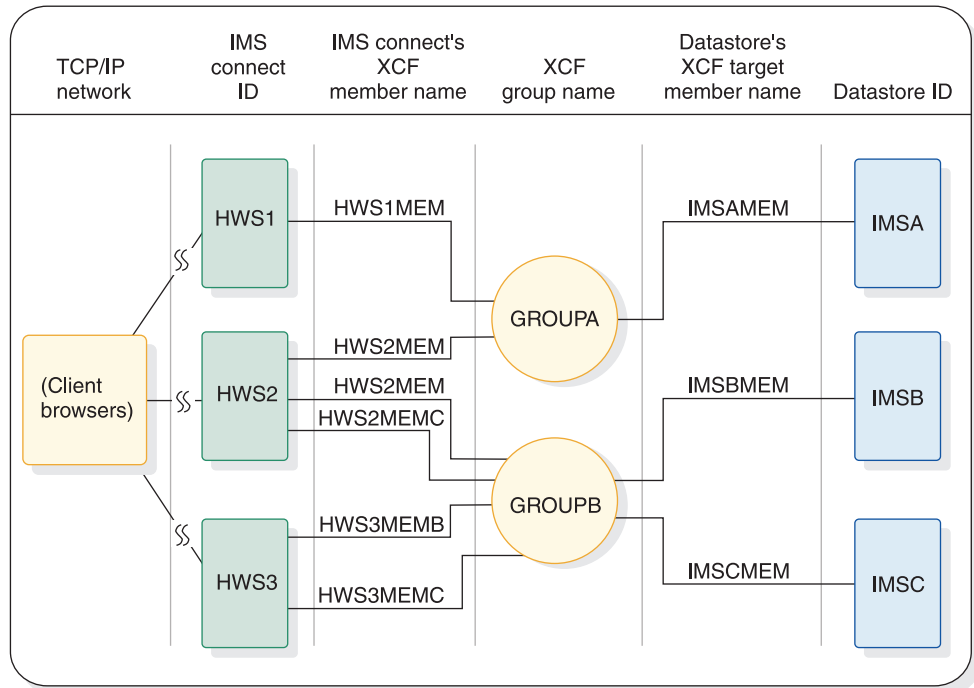 TCP/IP
network
IMS
connect
ID
IMS connect's
XCF
member name
XCF
group name
Datastore's
XCF target
member name
Datastore ID
HWS1
HWS1MEM
IMSAMEM
IMSA
GROUPA
(Client
browsers)
HWS2
HWS2MEM
HWS2MEM
HWS2MEMC
IMSBMEM
IMSB
GROUPB
HWS3
HWS3MEMB
HWS3MEMC
IMSCMEM
IMSC